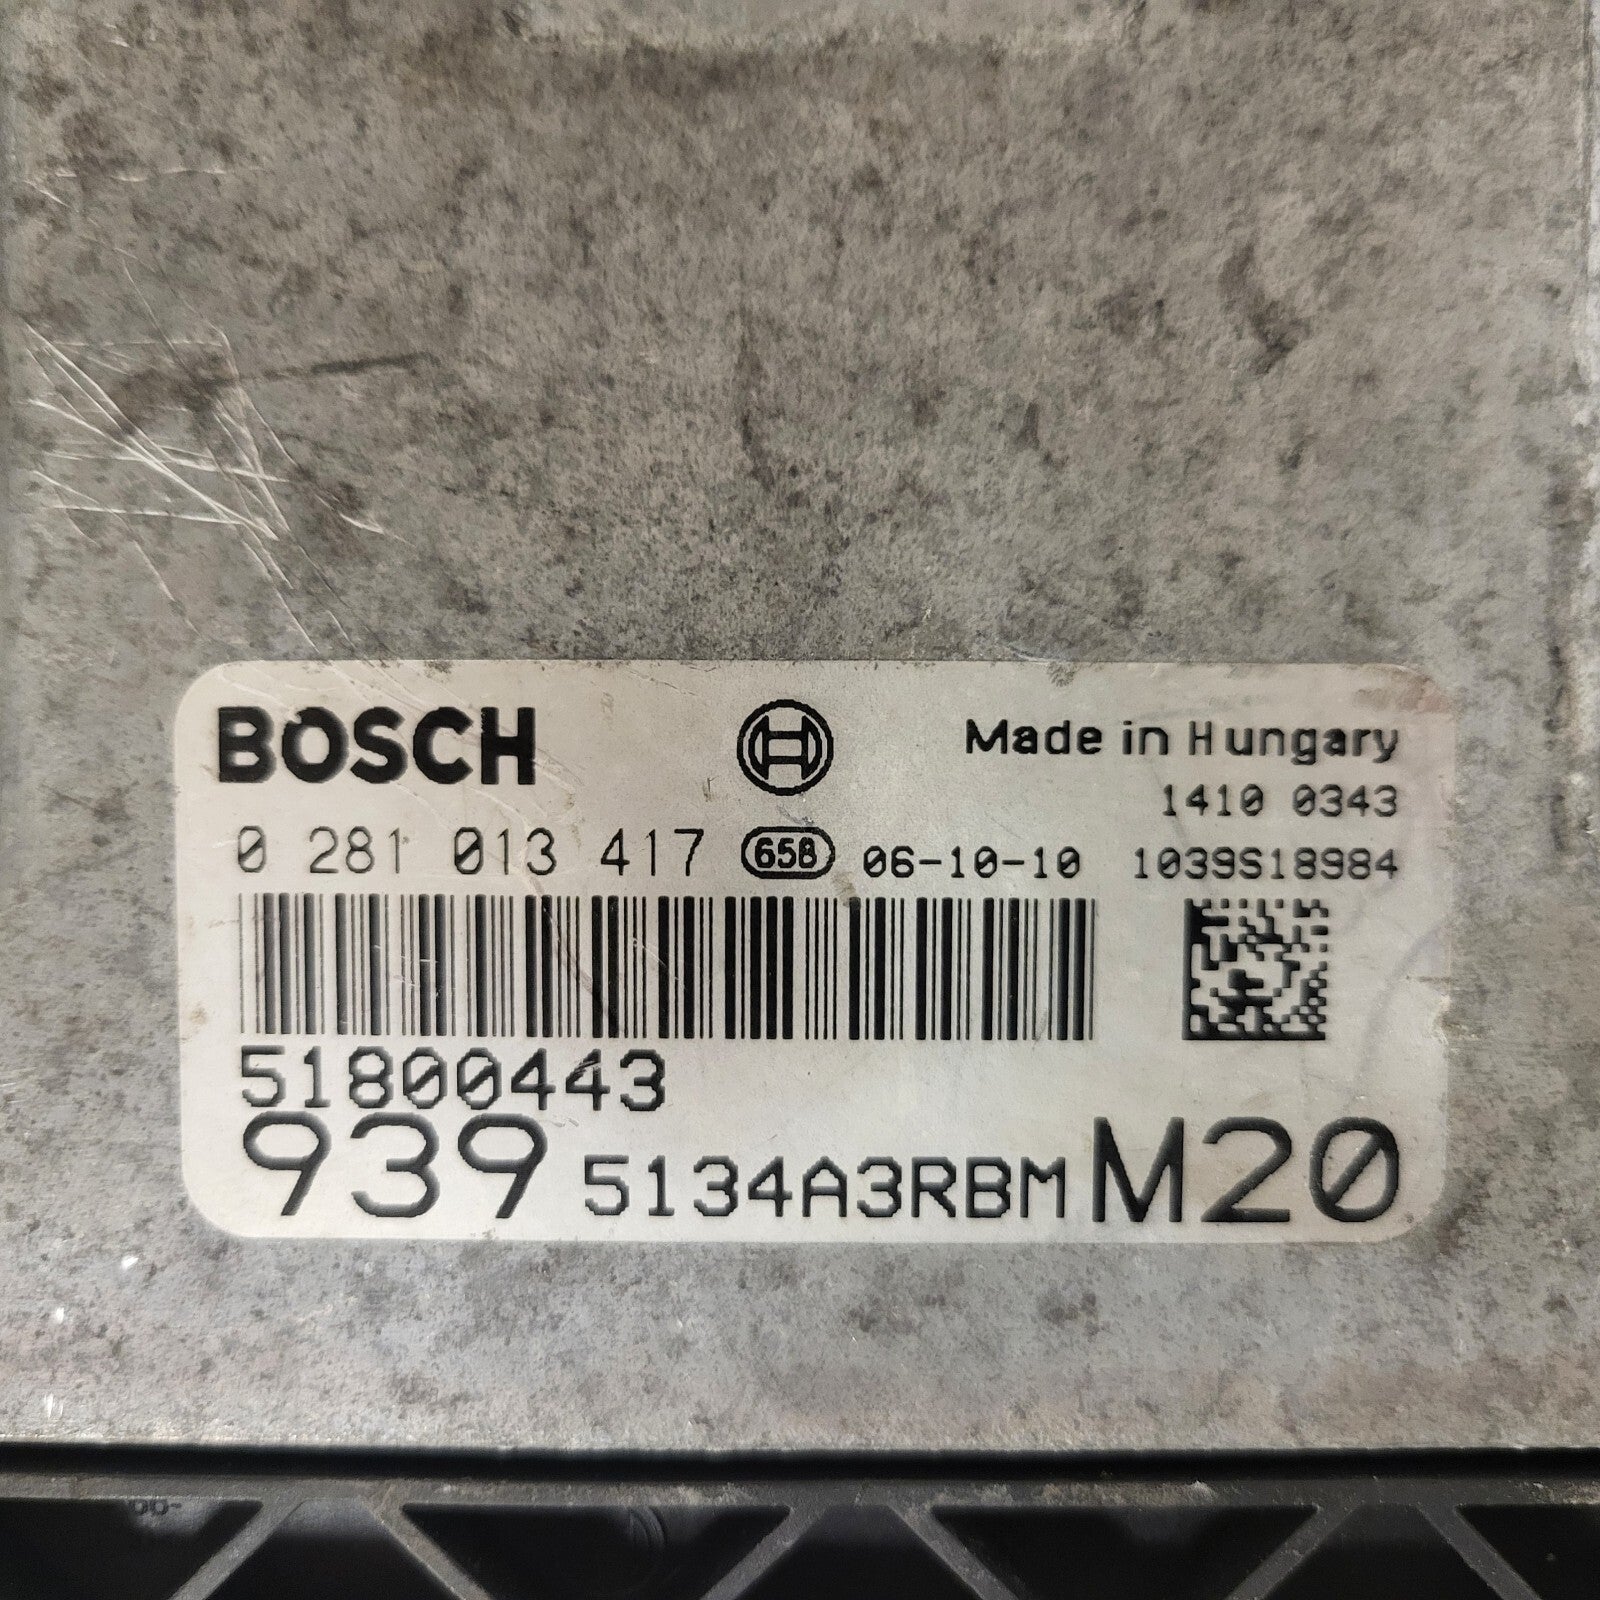 BOSCH
Made in Hungary
1410 0343
0 281 013 417 658 06-10-10 1039S18984
51800443
939 5134A3RBM M20